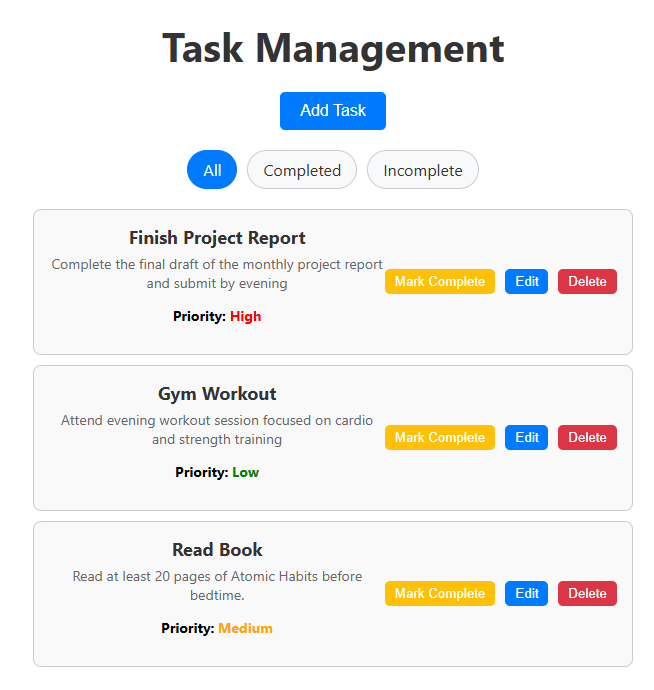 Task Management
Add Task
All Completed Incomplete
Finish Project Report
Complete the final draft of the monthly project report
and submit by evening
Mark Complete Edit Delete
Priority: High
Gym Workout
Attend evening workout session focused on cardio
and strength training
Mark Complete Edit Delete
Priority: Low
Read Book
Read at least 20 pages of Atomic Habits before
bedtime.
Mark Complete Edit Delete
Priority: Medium